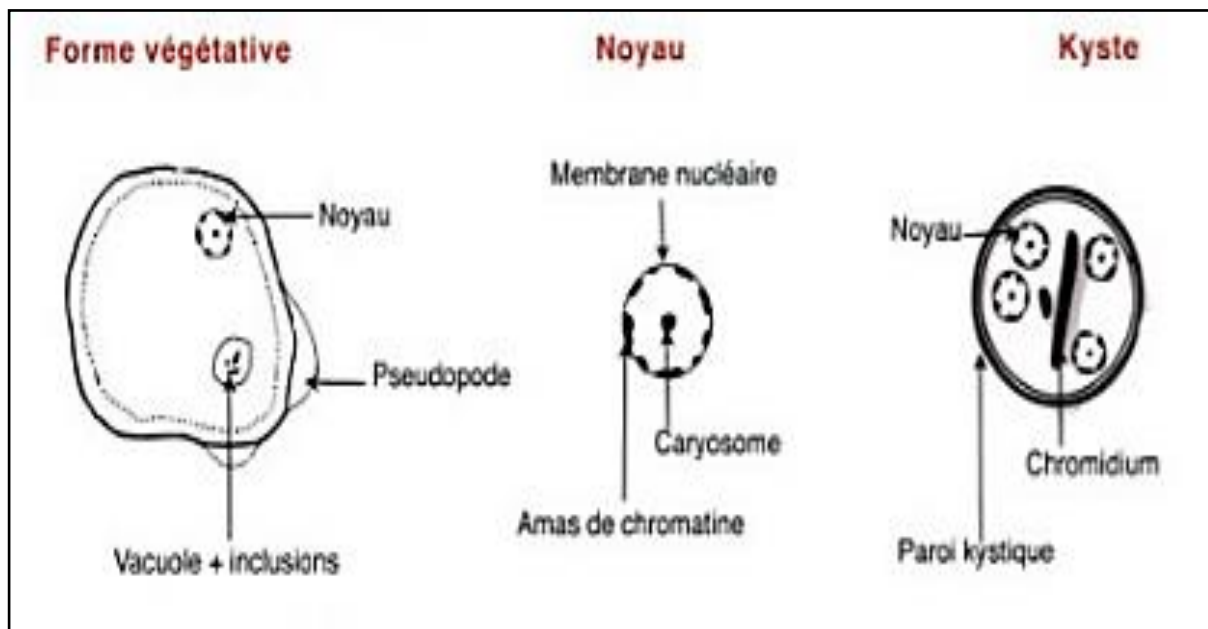 Forme végétative
Noyau
Kyste
Noyau
Pseudopode
Vacuole + inclusions
Membrane nucléaire
Caryosome
Amas de chromatine
Noyau
Chromidium
Paroi kystique